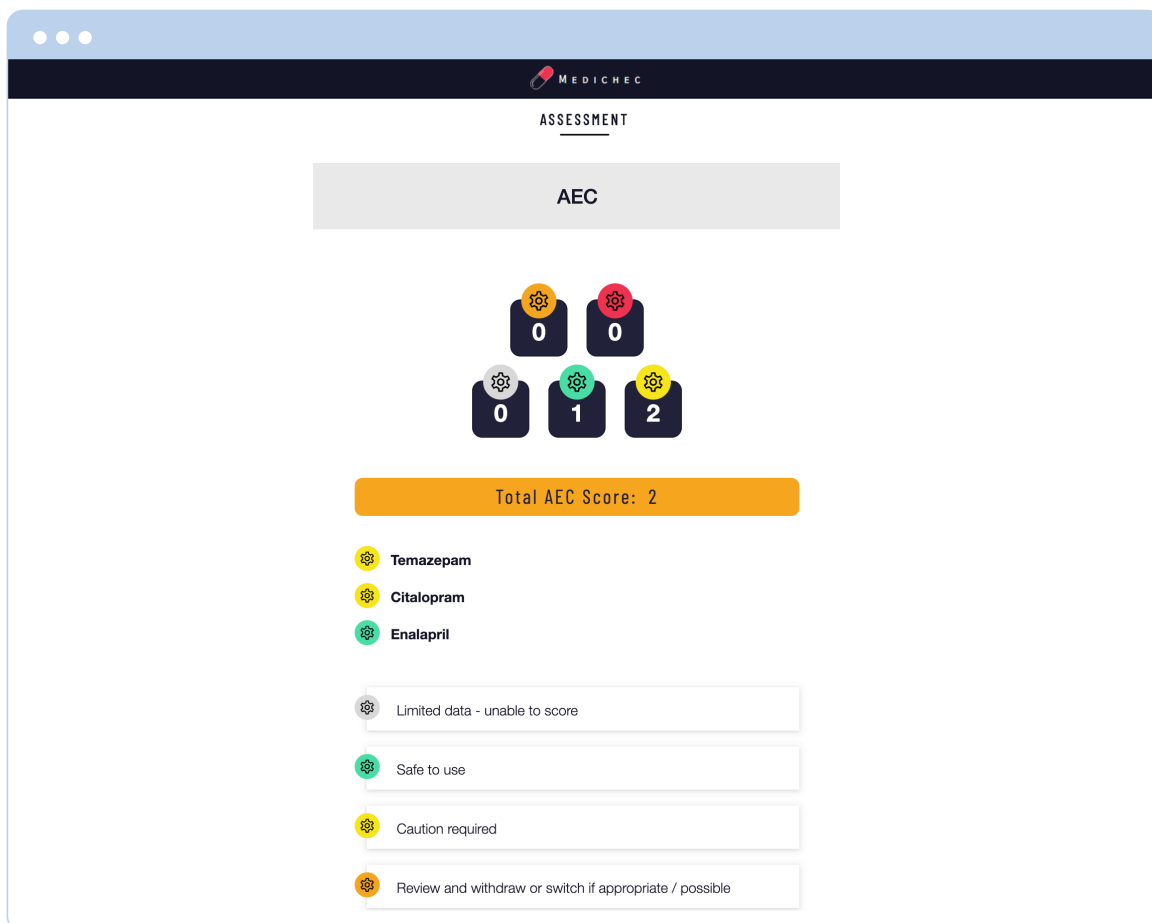 MEDICHEC
ASSESSMENT
AEC
0 0
0 1 2
Total AEC Score: 2
Temazepam
Citalopram
Enalapril
Limited data - unable to score
Safe to use
Caution required
Review and withdraw or switch if appropriate / possible